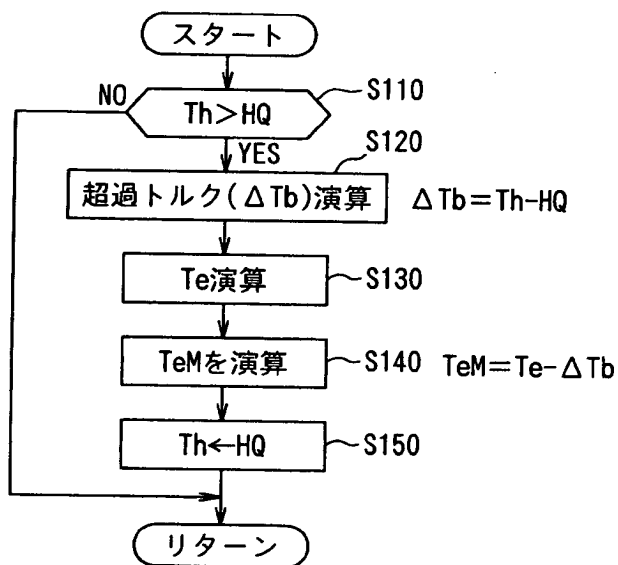 スタート
NO
Th>HQ
S110
YES
S120
超過トルク(ΔTb)演算
ΔTb=Th-HQ
Te演算
S130
TeMを演算
S140
TeM=Te-ΔTb
Th←HQ
S150
リターン